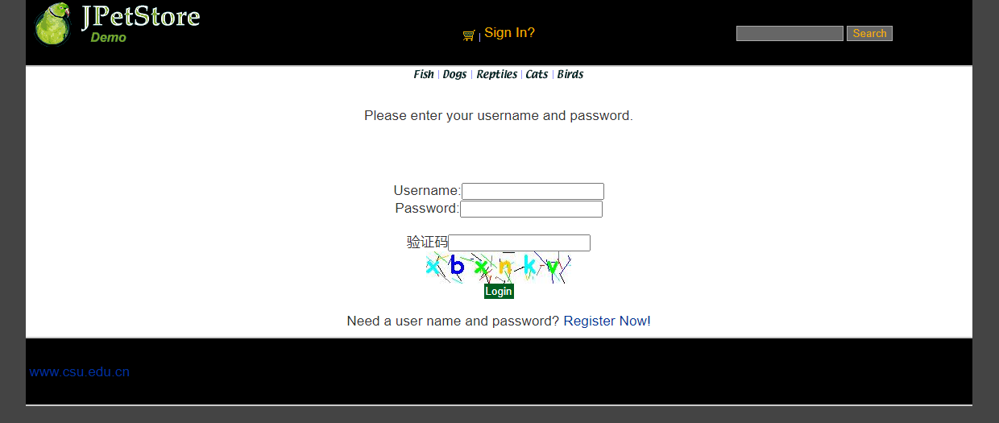 JPetStore
Demo
| Sign In?
Search
Fish | Dogs | Reptiles | Cats | Birds
Please enter your username and password.
Username:
Password:
验证码
x b x n k v
Login
Need a user name and password? Register Now!
www.csu.edu.cn